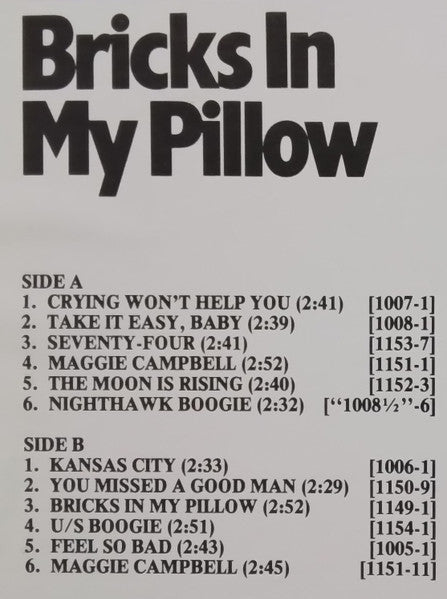 Bricks In
My Pillow
SIDE A
1. CRYING WON'T HELP YOU (2:41) [1007-1]
2. TAKE IT EASY, BABY (2:39) [1008-1]
3. SEVENTY-FOUR (2:41) [1153-7]
4. MAGGIE CAMPBELL (2:52) [1151-1]
5. THE MOON IS RISING (2:40) [1152-3]
6. NIGHTHAWK BOOGIE (2:32) [“1008½”-6]
SIDE B
1. KANSAS CITY (2:33) [1006-1]
2. YOU MISSED A GOOD MAN (2:29) [1150-9]
3. BRICKS IN MY PILLOW (2:52) [1149-1]
4. U/S BOOGIE (2:51) [1154-1]
5. FEEL SO BAD (2:43) [1005-1]
6. MAGGIE CAMPBELL (2:45) [1151-11]